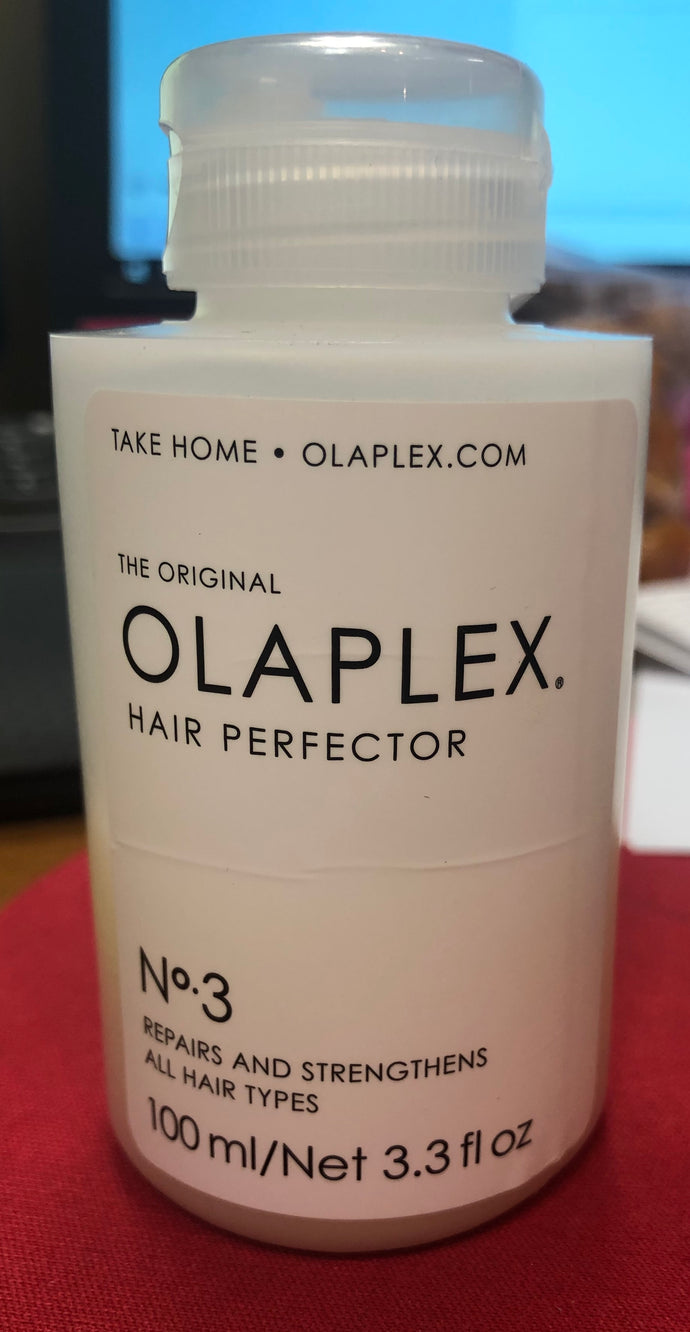 TAKE HOME • OLAPLEX.COM
THE ORIGINAL
OLAPLEX®
HAIR PERFECTOR
Nº.3
REPAIRS AND STRENGTHENS
ALL HAIR TYPES
100 ml/Net 3.3 fl oz